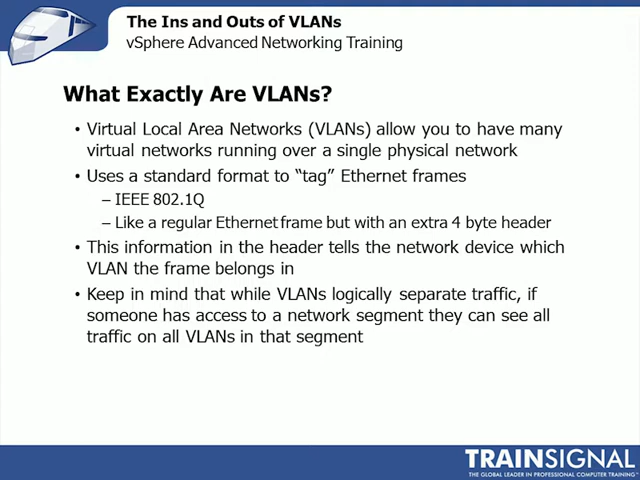 The Ins and Outs of VLANs
vSphere Advanced Networking Training
What Exactly Are VLANs?
• Virtual Local Area Networks (VLANs) allow you to have many
virtual networks running over a single physical network
• Uses a standard format to “tag” Ethernet frames
– IEEE 802.1Q
– Like a regular Ethernet frame but with an extra 4 byte header
• This information in the header tells the network device which
VLAN the frame belongs in
• Keep in mind that while VLANs logically separate traffic, if
someone has access to a network segment they can see all
traffic on all VLANs in that segment
TRAINSIGNAL
THE GLOBAL LEADER IN PROFESSIONAL COMPUTER TRAINING™